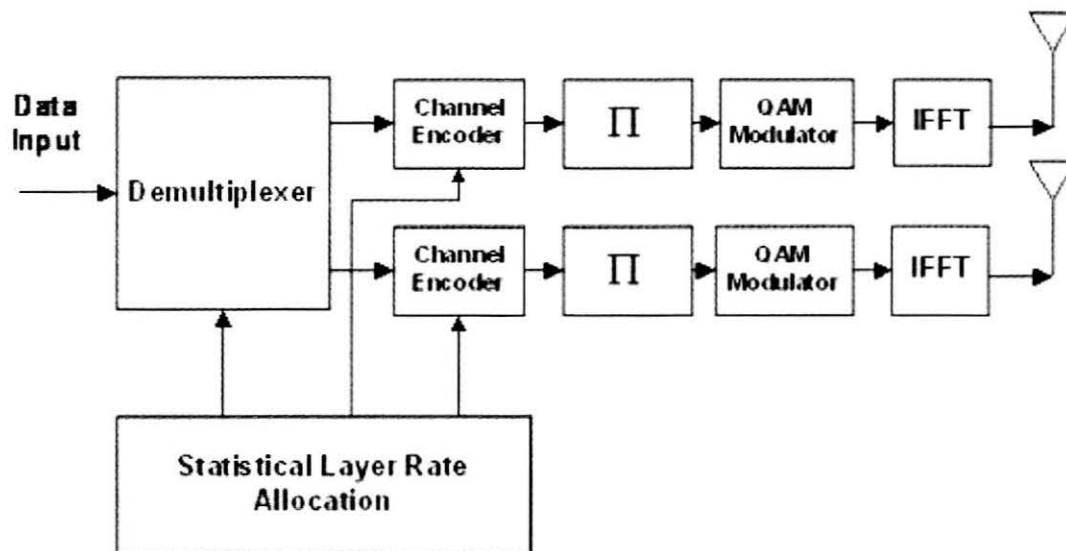 Data
Input
Demultiplexer
Channel
Encoder
Π
QAM
Modulator
IFFT
Channel
Encoder
Π
QAM
Modulator
IFFT
Statistical Layer Rate
Allocation